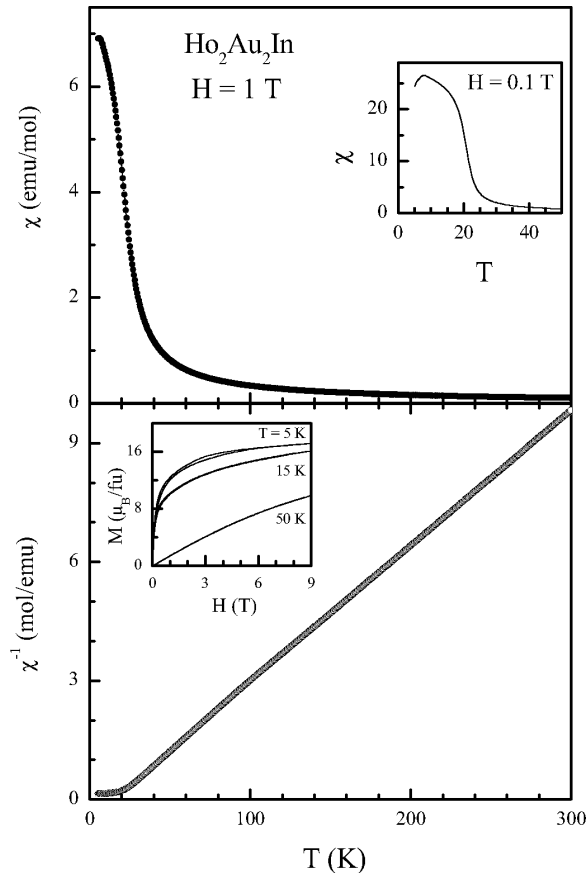 Ho₂Au₂In
H = 1 T
χ (emu/mol)
6
4
2
0
H = 0.1 T
χ
20
10
0
0 20 40
T
χ⁻¹ (mol/emu)
9
6
3
0
M (μB/fu)
16
8
0
T = 5 K
15 K
50 K
0 3 6 9
H (T)
0 100 200 300
T (K)